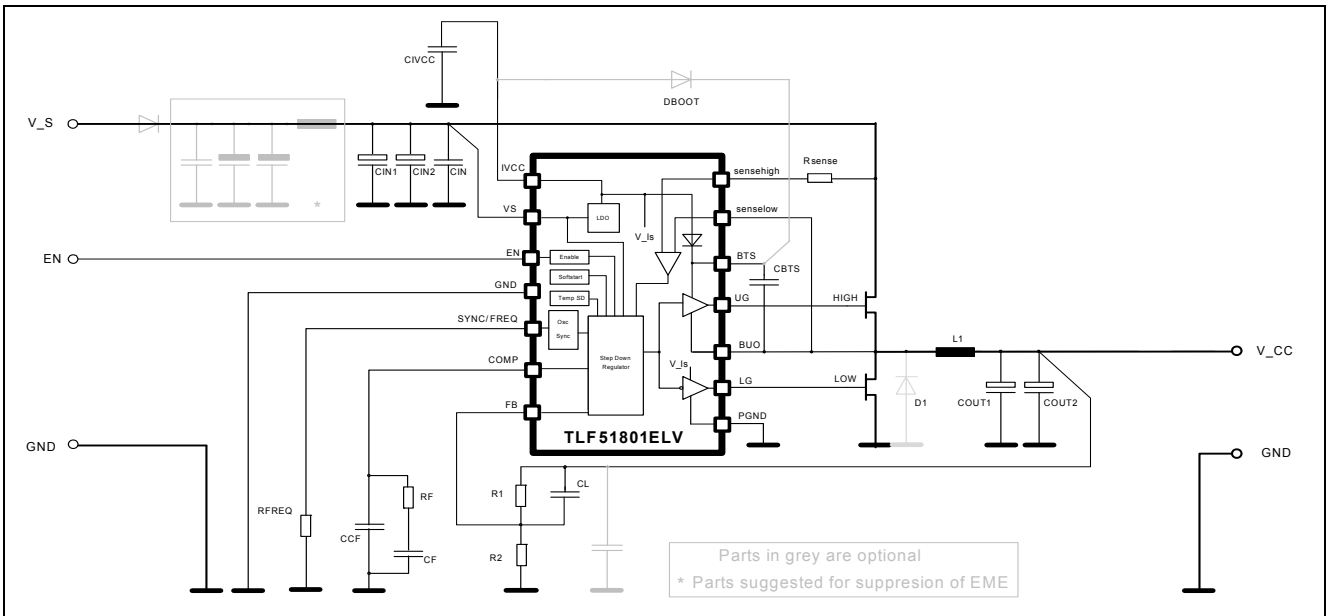 CIVCC
DBOOT
V_S
*
CIN1
CIN2
CIN
IVCC
VS
EN
EN
GND
SYNC/FREQ
COMP
FB
LDO
V_Is
Enable
Softstart
Temp SD
Osc
Sync
Step Down
Regulator
V_Is
TLF51801ELV
sensehigh
Rsense
senselow
BTS
CBTS
UG
HIGH
BUO
L1
V_CC
LG
LOW
PGND
D1
COUT1
COUT2
GND
GND
RFREQ
CCF
RF
CF
R1
CL
R2
Parts in grey are optional
* Parts suggested for suppresion of EME